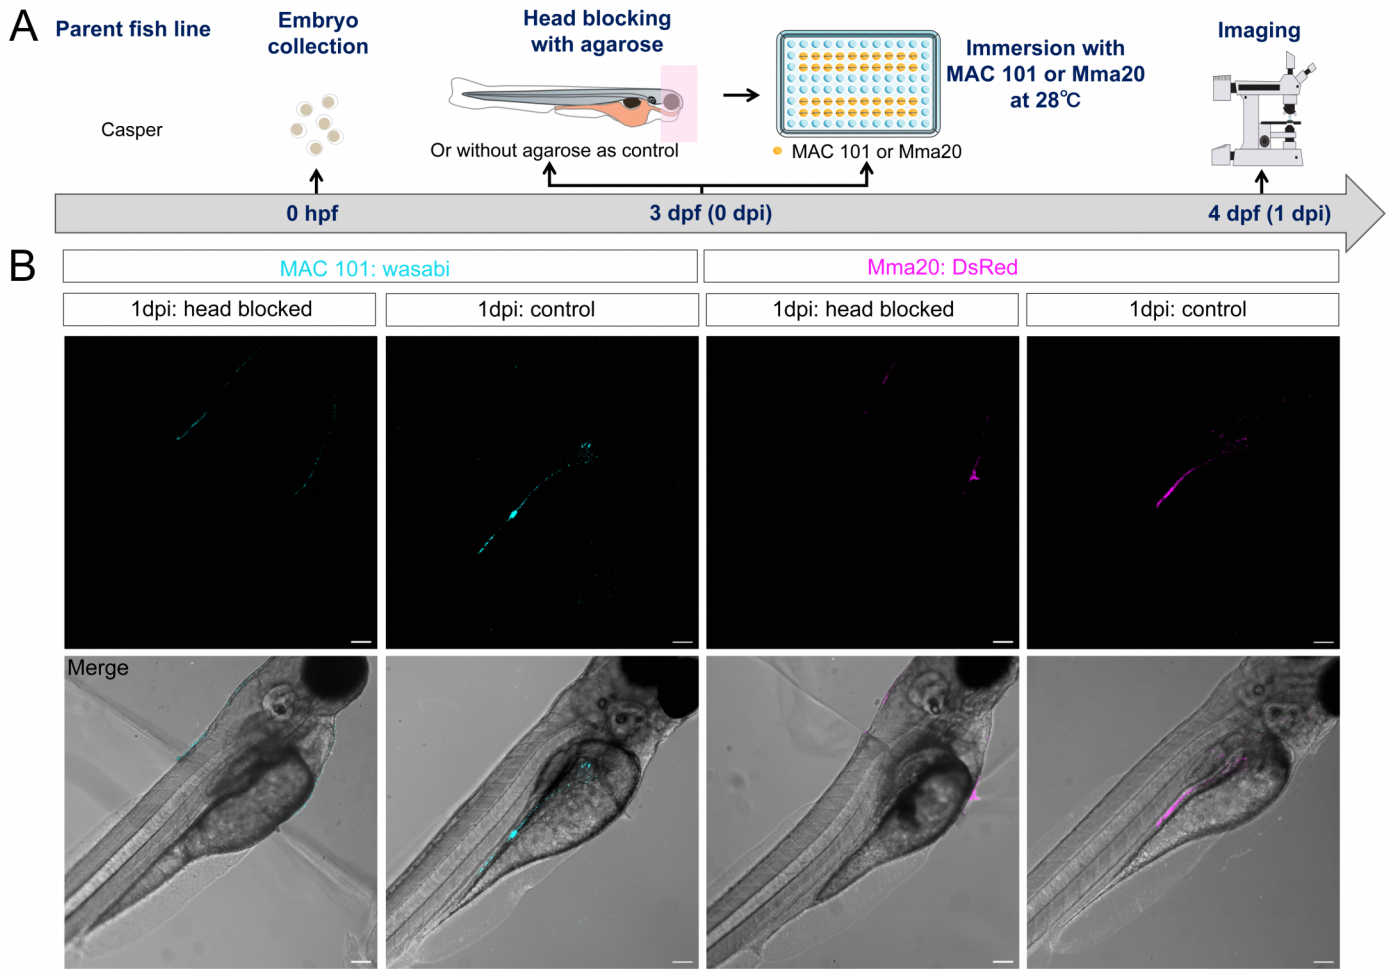 A
Parent fish line
Embryo
collection
Head blocking
with agarose
Immersion with
MAC 101 or Mma20
at 28℃
Imaging
Casper
Or without agarose as control
MAC 101 or Mma20
0 hpf
3 dpf (0 dpi)
4 dpf (1 dpi)
B
MAC 101: wasabi
Mma20: DsRed
1dpi: head blocked
1dpi: control
1dpi: head blocked
1dpi: control
Merge